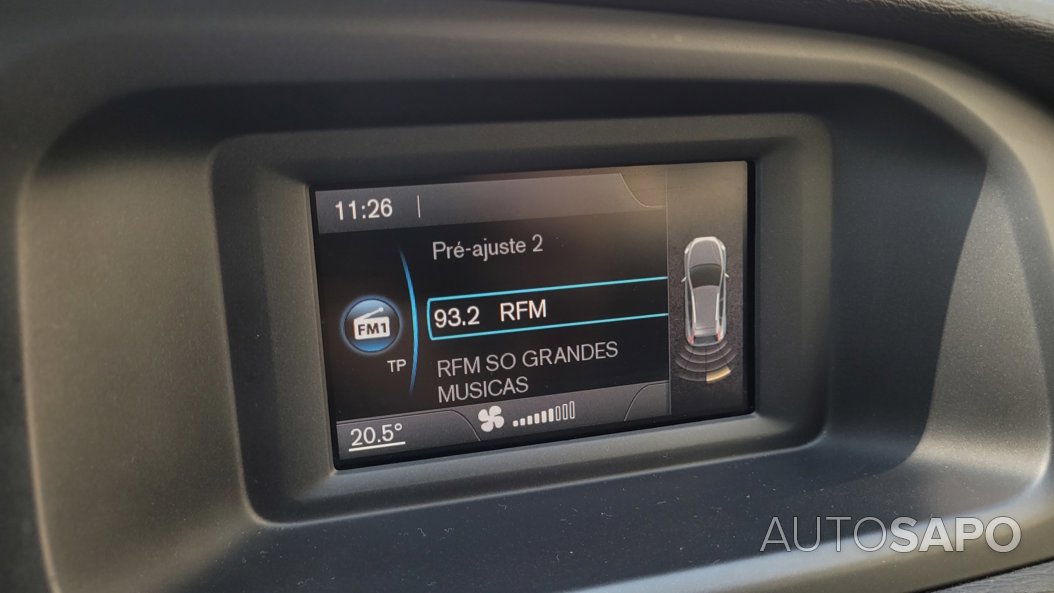 11:26
Pré-ajuste 2
FM1
93.2 RFM
TP
RFM SO GRANDES
MUSICAS
20.5°
AUTOSAPO